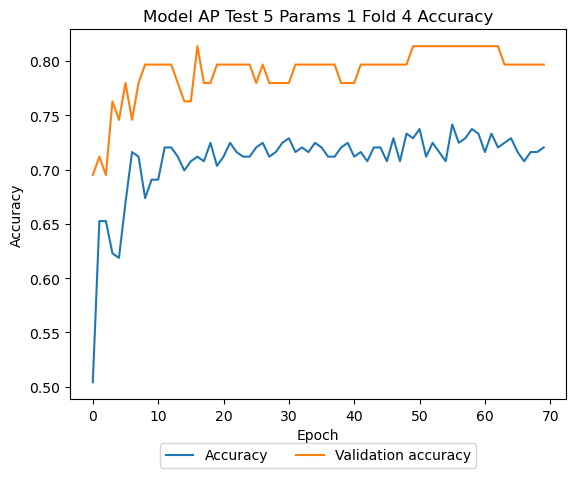 Model AP Test 5 Params 1 Fold 4 Accuracy
0.80
0.75
0.70
0.65
0.60
0.55
0.50
Accuracy
0 10 20 30 40 50 60 70
Epoch
Accuracy Validation accuracy